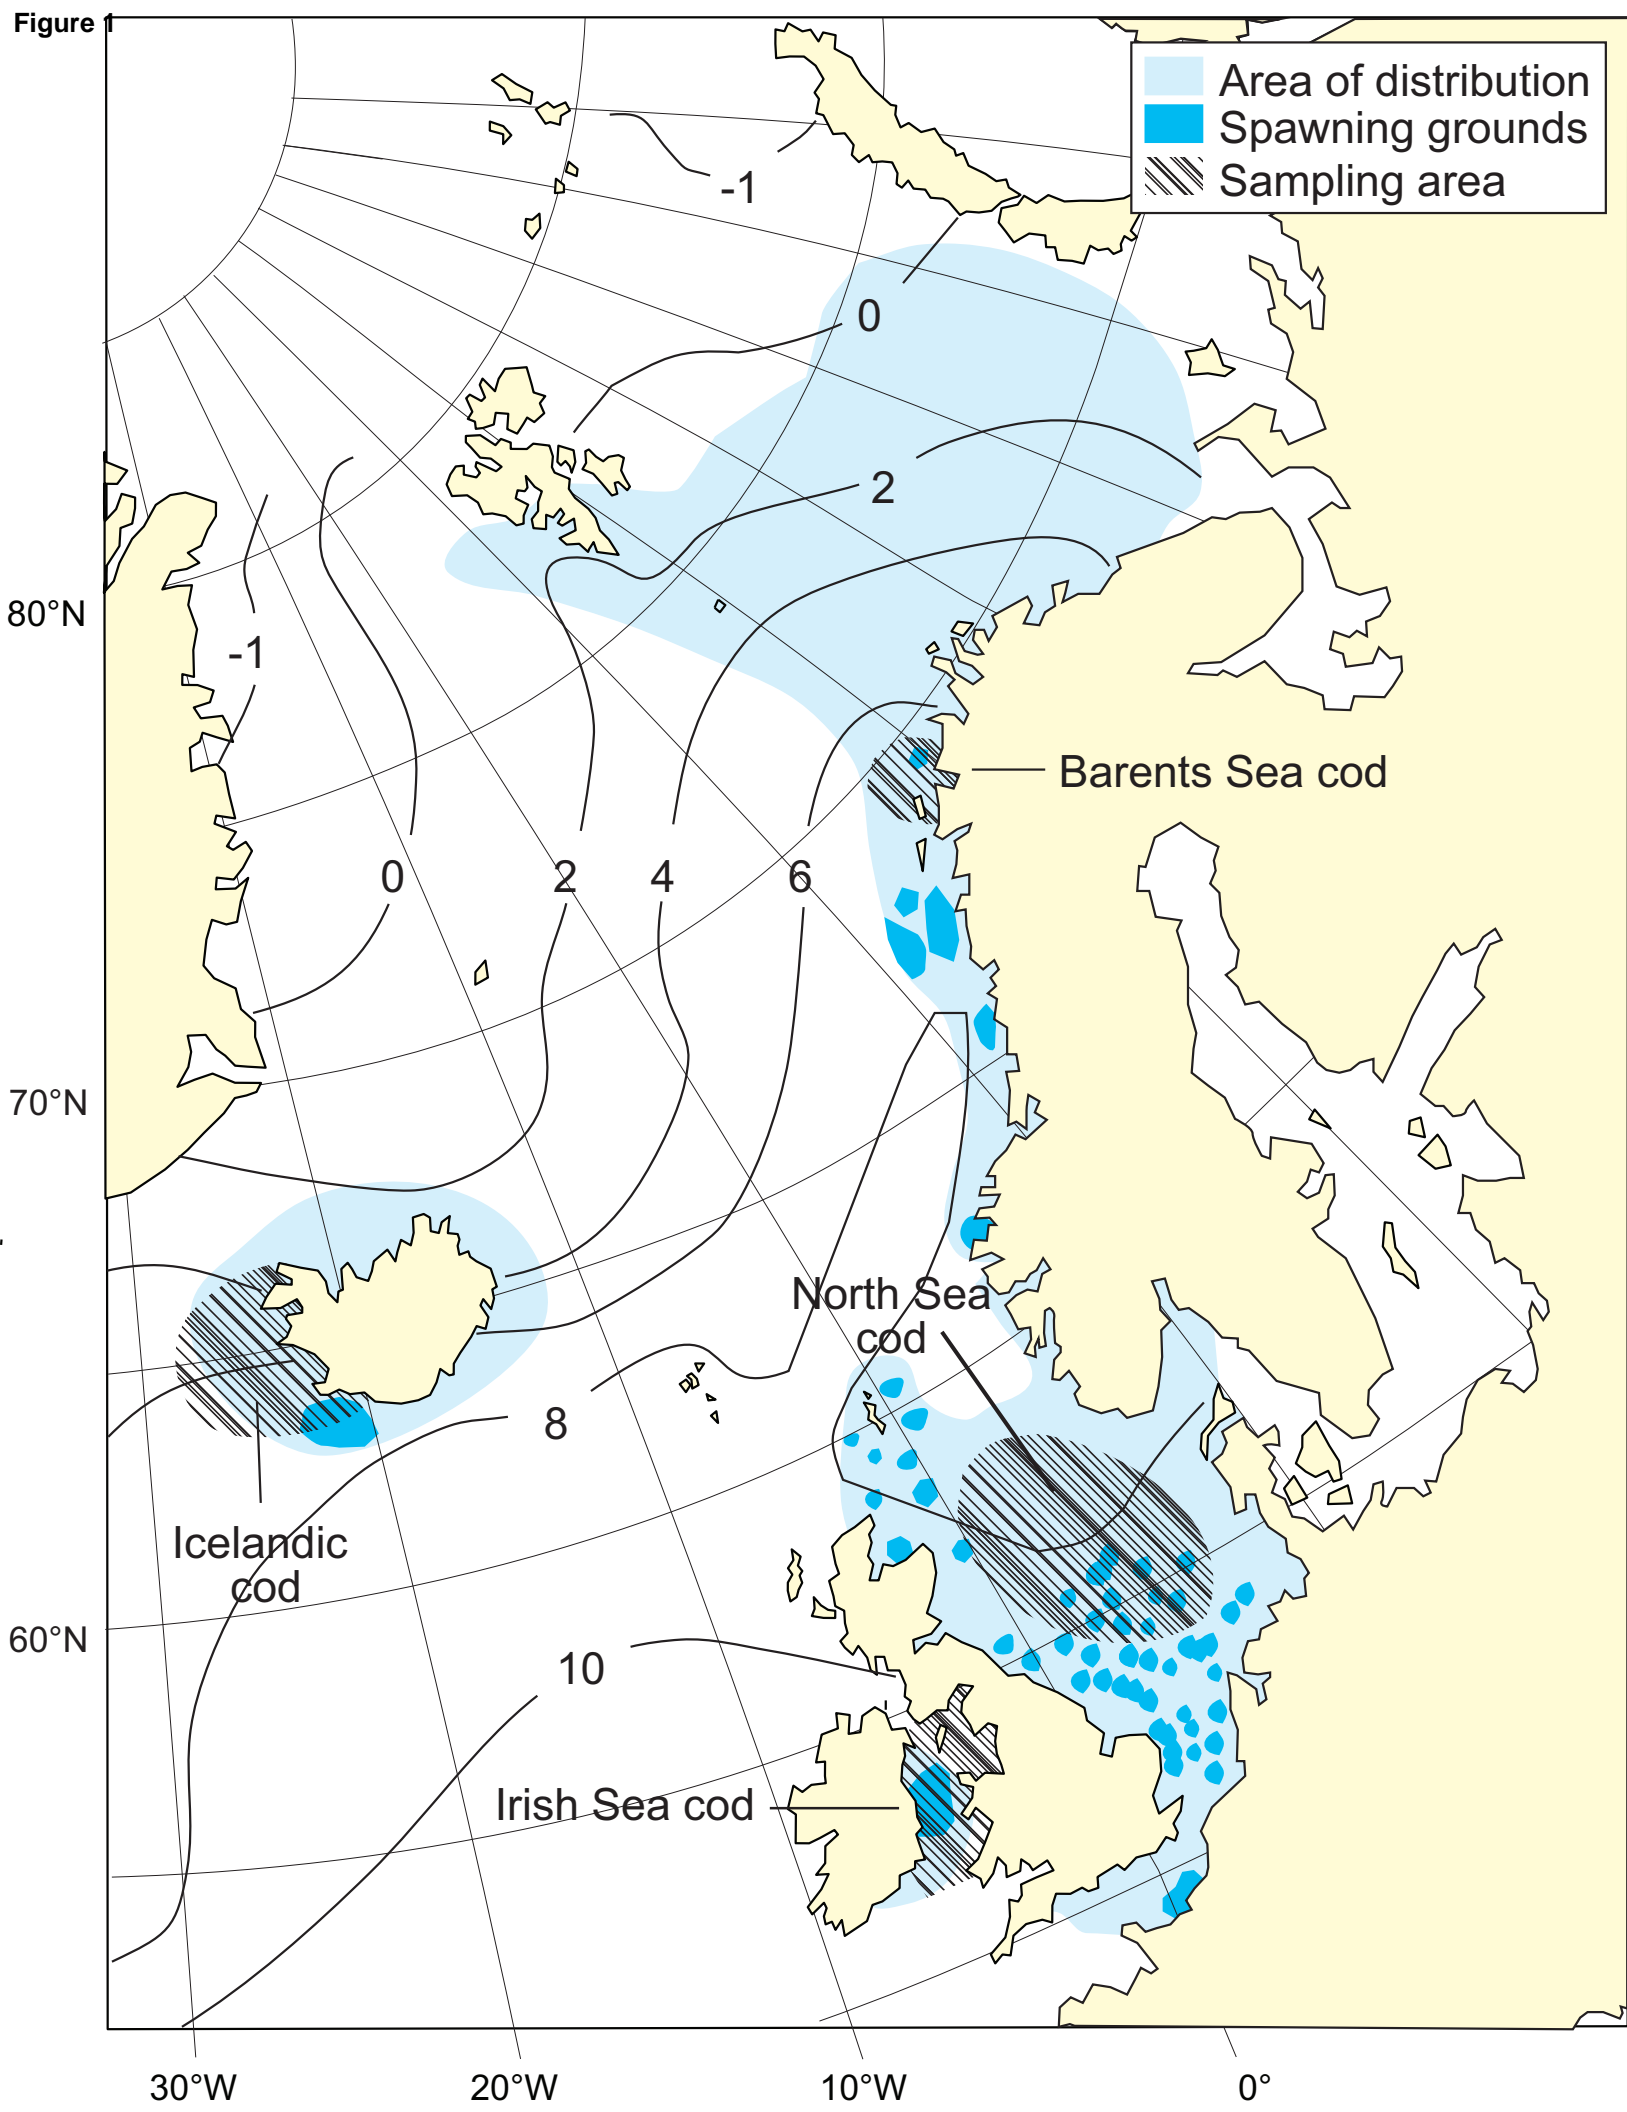 Figure 1
Area of distribution
Spawning grounds
Sampling area
-1
0
2
80°N
-1
Barents Sea cod
0
2
4
6
70°N
North Sea
cod
8
Icelandic
cod
60°N
10
Irish Sea cod
30°W
20°W
10°W
0°